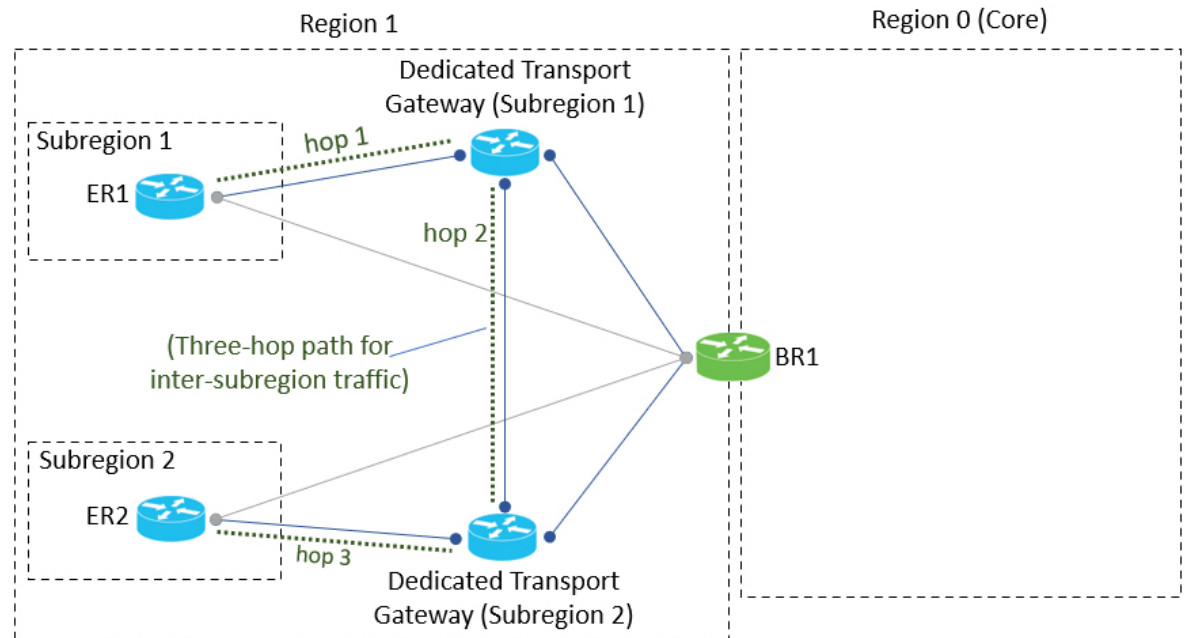 Region 1
Region 0 (Core)
Dedicated Transport
Gateway (Subregion 1)
Subregion 1
hop 1
ER1
hop 2
(Three-hop path for
inter-subregion traffic)
BR1
Subregion 2
ER2
hop 3
Dedicated Transport
Gateway (Subregion 2)